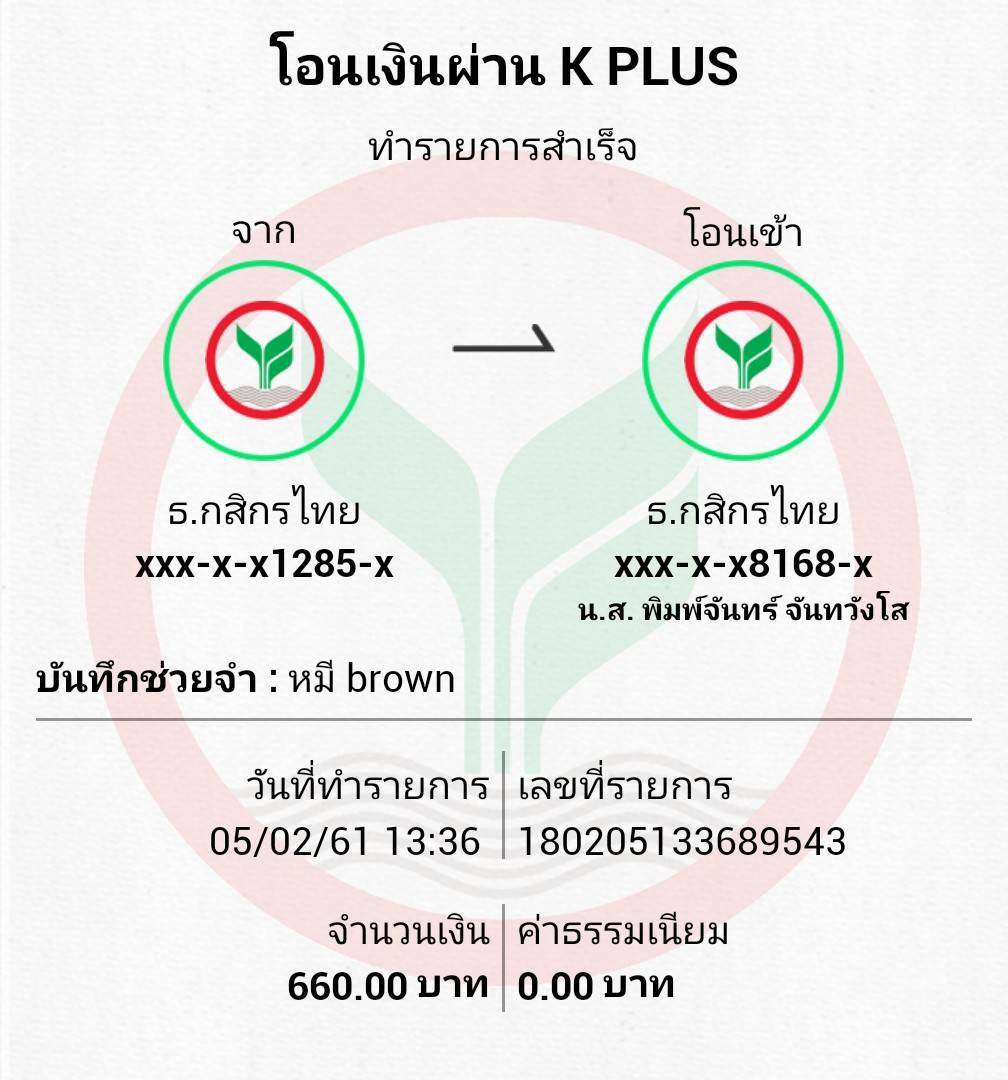 โอนเงินผ่าน K PLUS
ทำรายการสำเร็จ
จาก
โอนเข้า
ธ.กสิกรไทย
xxx-x-x1285-x
ธ.กสิกรไทย
xxx-x-x8168-x
น.ส. พิมพ์จันทร์ จันทวังโส
บันทึกช่วยจำ : หมี brown
วันที่ทำรายการ
05/02/61 13:36
เลขที่รายการ
180205133689543
จำนวนเงิน
660.00 บาท
ค่าธรรมเนียม
0.00 บาท